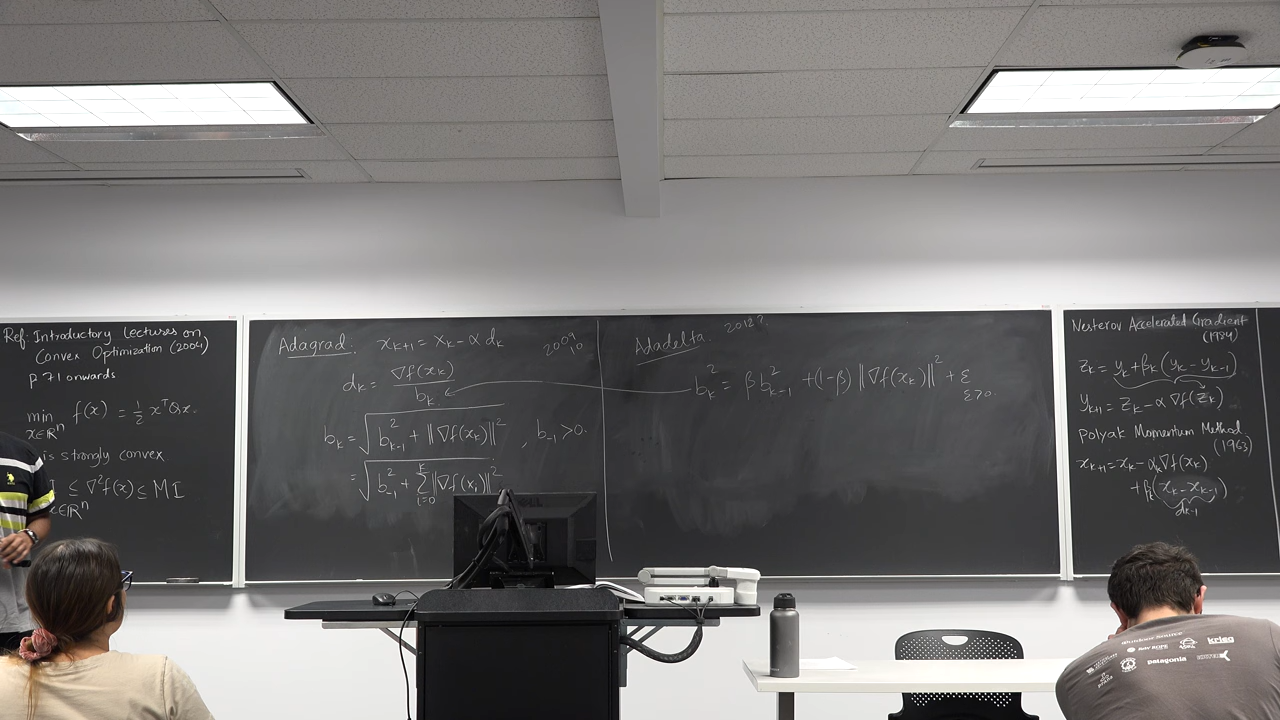 Ref: Introductory Lectures on
Convex Optimization (2004)
p 71 onwards
min f(x) = ½ xᵀQx.
x∈ℝⁿ
is strongly convex
I ≤ ∇²f(x) ≤ MI
x∈ℝⁿ
Adagrad: x_{k+1} = x_k - α d_k
2009,10
d_k = ∇f(x_k) / b_k
b_k = √(b²_{k-1} + ||∇f(x_k)||²) , b_{-1} > 0.
= √(b²_{-1} + Σ_{i=0}^{k} ||∇f(x_i)||²)
Adadelta 2012?
b_k² = β b²_{k-1} + (1-β) ||∇f(x_k)||² + ε
ε>0.
Nesterov Accelerated Gradient
(1984)
z_k = y_k + β_k (y_k - y_{k-1})
y_{k+1} = z_k - α ∇f(z_k)
Polyak Momentum Method
(1963)
x_{k+1} = x_k - α_k ∇f(x_k)
+ β_k (x_k - x_{k-1})
d_{k-1}
Outdoor Source
krieg
patagonia